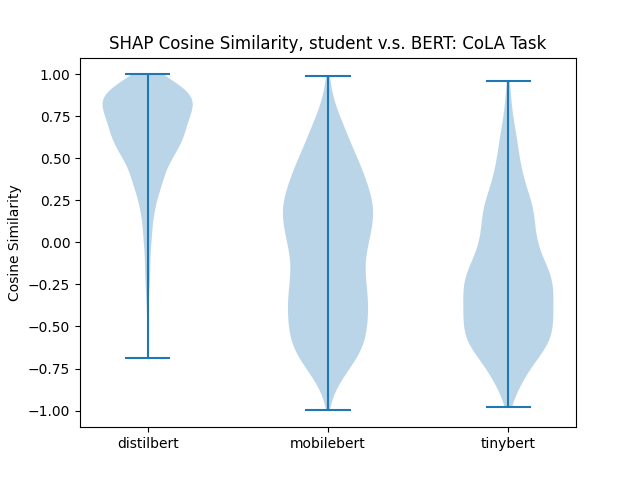 SHAP Cosine Similarity, student v.s. BERT: CoLA Task
Cosine Similarity
1.00
0.75
0.50
0.25
0.00
−0.25
−0.50
−0.75
−1.00
distilbert
mobilebert
tinybert